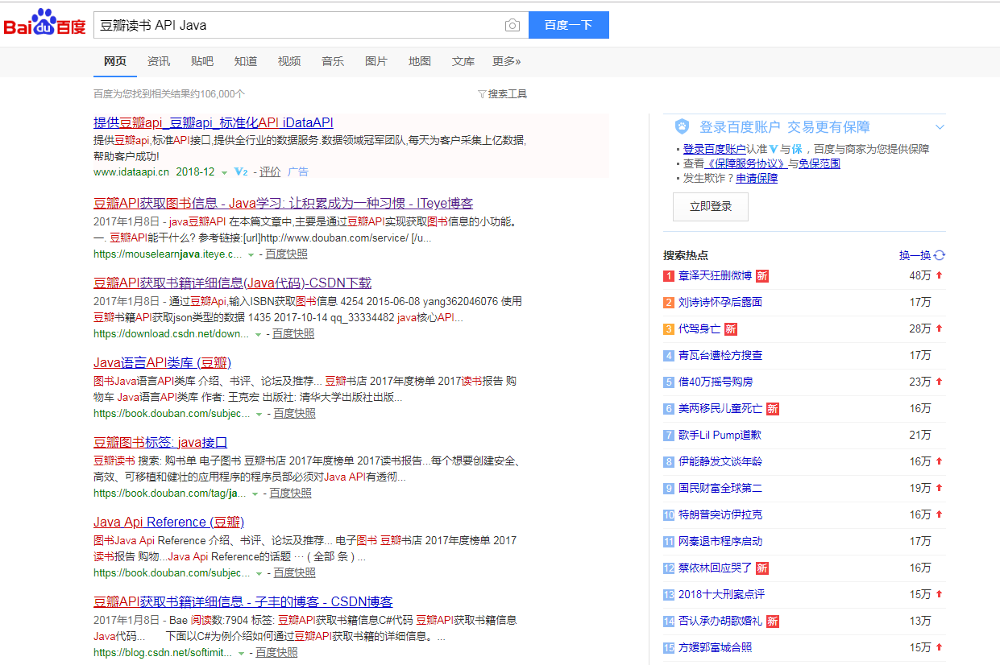 Bai du 百度
豆瓣读书 API Java
百度一下
网页 资讯 贴吧 知道 视频 音乐 图片 地图 文库 更多»
百度为您找到相关结果约106,000个
搜索工具
提供豆瓣api_豆瓣api_标准化API iDataAPI
提供豆瓣api,标准API接口,提供全行业的数据服务.数据领域冠军团队,每天为客户采集上亿数据,
帮助客户成功!
www.idataapi.cn 2018-12 V2 - 评价 广告
豆瓣API获取图书信息 - Java学习: 让积累成为一种习惯 - ITeye博客
2017年1月8日 - java豆瓣API 在本篇文章中,主要是通过豆瓣API实现获取图书信息的小功能。
一. 豆瓣API能干什么? 参考链接:[url]http://www.douban.com/service/ [/u...
https://mouselearnjava.iteye.c... - 百度快照
豆瓣API获取书籍详细信息(Java代码)-CSDN下载
2017年1月8日 - 通过豆瓣Api,输入ISBN获取图书信息 4254 2015-06-08 yang362046076 使用
豆瓣书籍API获取json类型的数据 1435 2017-10-14 qq_33334482 java核心API...
https://download.csdn.net/down... - 百度快照
Java语言API类库 (豆瓣)
图书Java语言API类库 介绍、书评、论坛及推荐... 豆瓣书店 2017年度榜单 2017读书报告 购
物车 Java语言API类库 作者: 王克宏 出版社: 清华大学出版社出版...
https://book.douban.com/subjec... - 百度快照
豆瓣图书标签: java接口
豆瓣读书 搜索: 购书单 电子图书 豆瓣书店 2017年度榜单 2017读书报告...每个想要创建安全、
高效、可移植和健壮的应用程序的程序员部必须对Java API有透彻...
https://book.douban.com/tag/ja... - 百度快照
Java Api Reference (豆瓣)
图书Java Api Reference 介绍、书评、论坛及推荐... 电子图书 豆瓣书店 2017年度榜单 2017
读书报告 购物...Java Api Reference的话题 ··· ( 全部 条 ) ...
https://book.douban.com/subjec... - 百度快照
豆瓣API获取书籍详细信息 - 子丰的博客 - CSDN博客
2017年1月8日 - Bae 阅读数:7904 标签: 豆瓣API获取书籍信息C#代码 豆瓣API获取书籍信息
Java代码... 下面以C#为例介绍如何通过豆瓣API获取书籍的详细信息。...
https://blog.csdn.net/softimit... - 百度快照
登录百度账户 交易更有保障
· 登录百度账户认准V与保，百度与商家为您提供保障
· 查看《保障服务协议》与免保范围
· 发生欺诈？申请保障
立即登录
搜索热点 换一换
1 章泽天狂删微博 新 48万
2 刘诗诗怀孕后露面 17万
3 代驾身亡 新 28万
4 青瓦台遭检方搜查 17万
5 借40万摇号购房 23万
6 美两移民儿童死亡 新 16万
7 歌手Lil Pump道歉 21万
8 伊能静发文谈年龄 16万
9 国民财富全球第二 19万
10 特朗普突访伊拉克 16万
11 网秦退市程序启动 17万
12 蔡依林回应哭了 新 16万
13 2018十大刑案点评 15万
14 否认承办胡歌婚礼 新 13万
15 方媛郭富城合照 15万